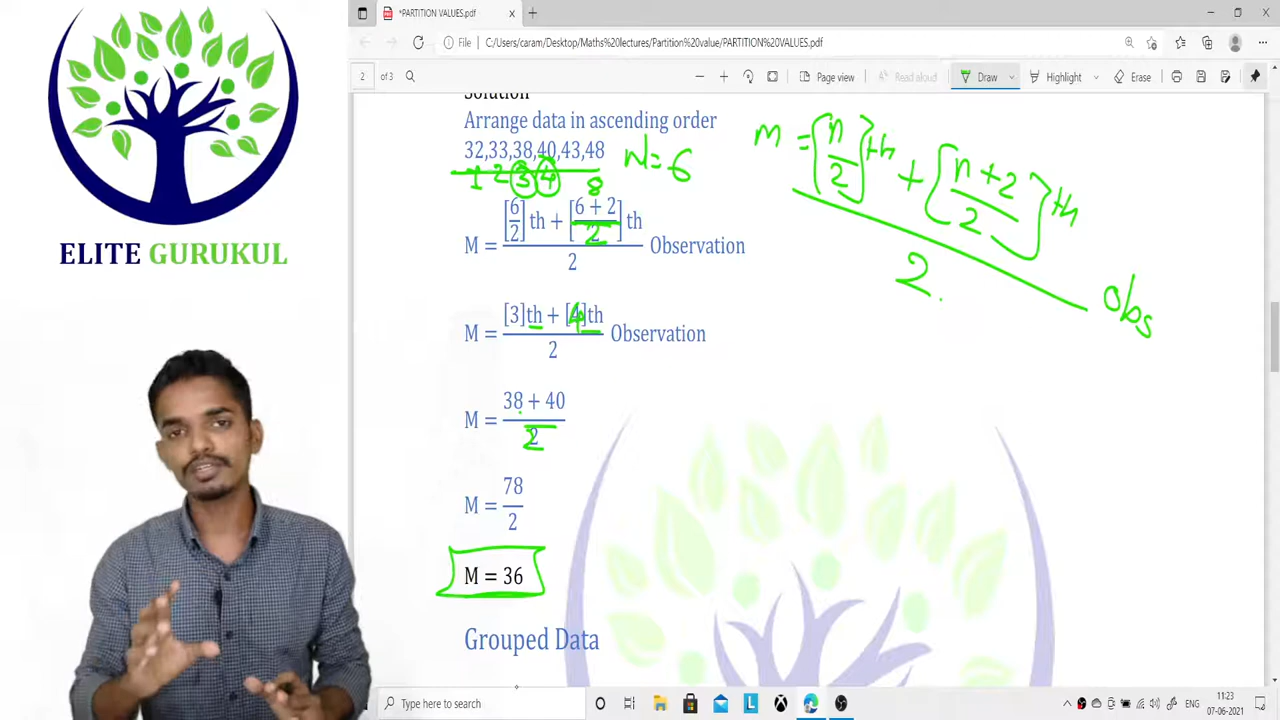 ELITE GURUKUL
*PARTITION VALUES.pdf
File | C:/Users/caram/Desktop/Maths%20lectures/Partition%20value/PARTITION%20VALUES.pdf
2 of 3
Page view
Read aloud
Draw
Highlight
Erase
Solution
Arrange data in ascending order
32,33,38,40,43,48
N=6
1 2 3 4 8
M = [6/2] th + [6 + 2 / 2] th / 2 Observation
M = [3]th + [4]th / 2 Observation
M = 38 + 40 / 2
M = 78 / 2
M = 36
Grouped Data
m = [n/2]th + [n+2 / 2]th / 2 obs
Type here to search
ENG
11:23
07-06-2021